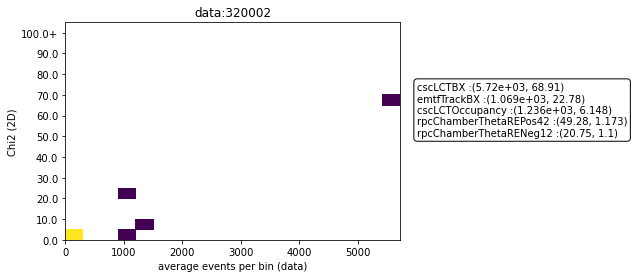 data:320002
100.0+
90.0
80.0
70.0
60.0
50.0
40.0
30.0
20.0
10.0
0.0
Chi2 (2D)
0 1000 2000 3000 4000 5000
average events per bin (data)
cscLCTBX :(5.72e+03, 68.91)
emtfTrackBX :(1.069e+03, 22.78)
cscLCTOccupancy :(1.236e+03, 6.148)
rpcChamberThetaREPos42 :(49.28, 1.173)
rpcChamberThetaRENeg12 :(20.75, 1.1)